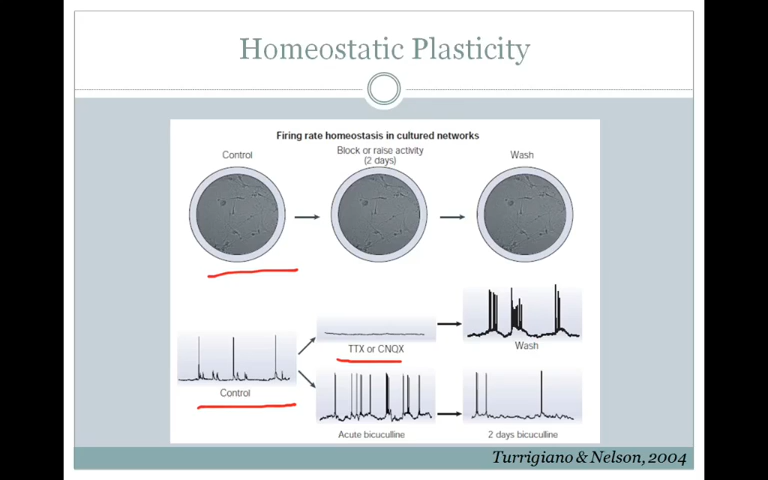 Homeostatic Plasticity
Firing rate homeostasis in cultured networks
Control
Block or raise activity
(2 days)
Wash
TTX or CNQX
Wash
Control
Acute bicuculline
2 days bicuculline
Turrigiano & Nelson, 2004